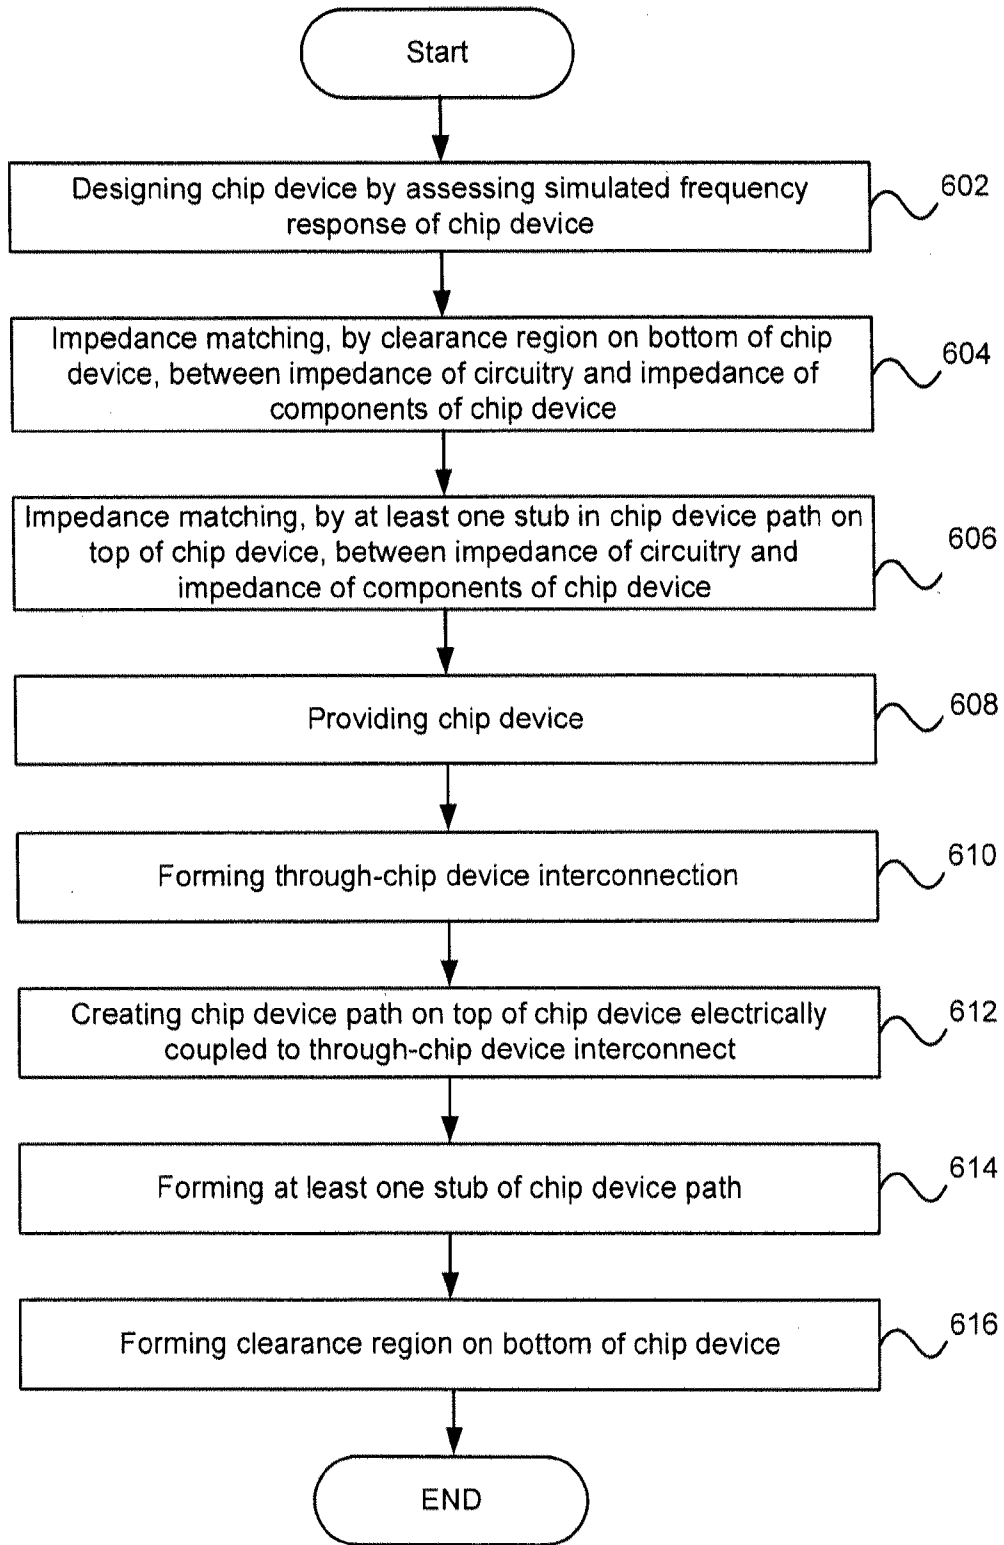 Start
Designing chip device by assessing simulated frequency
response of chip device
602
Impedance matching, by clearance region on bottom of chip
device, between impedance of circuitry and impedance of
components of chip device
604
Impedance matching, by at least one stub in chip device path on
top of chip device, between impedance of circuitry and
impedance of components of chip device
606
Providing chip device
608
Forming through-chip device interconnection
610
Creating chip device path on top of chip device electrically
coupled to through-chip device interconnect
612
Forming at least one stub of chip device path
614
Forming clearance region on bottom of chip device
616
END